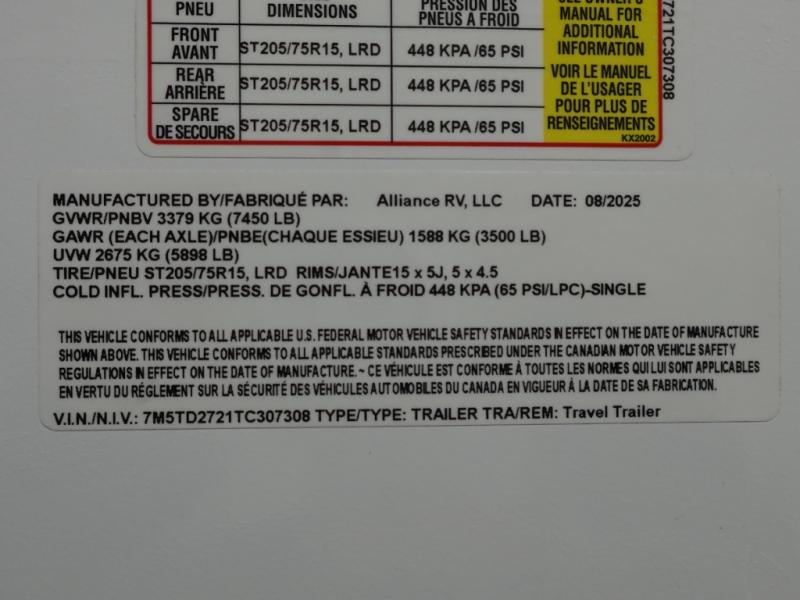 PNEU DIMENSIONS PRESSION DES PNEUS A FROID
SEE OWNER'S
MANUAL FOR
ADDITIONAL
INFORMATION
VOIR LE MANUEL
DE L'USAGER
POUR PLUS DE
RENSEIGNEMENTS
KX2002
FRONT AVANT ST205/75R15, LRD 448 KPA /65 PSI
REAR ARRIÈRE ST205/75R15, LRD 448 KPA /65 PSI
SPARE DE SECOURS ST205/75R15, LRD 448 KPA /65 PSI
721TC307308
MANUFACTURED BY/FABRIQUÉ PAR: Alliance RV, LLC DATE: 08/2025
GVWR/PNBV 3379 KG (7450 LB)
GAWR (EACH AXLE)/PNBE(CHAQUE ESSIEU) 1588 KG (3500 LB)
UVW 2675 KG (5898 LB)
TIRE/PNEU ST205/75R15, LRD RIMS/JANTE15 x 5J, 5 x 4.5
COLD INFL. PRESS/PRESS. DE GONFL. À FROID 448 KPA (65 PSI/LPC)-SINGLE
THIS VEHICLE CONFORMS TO ALL APPLICABLE U.S. FEDERAL MOTOR VEHICLE SAFETY STANDARDS IN EFFECT ON THE DATE OF MANUFACTURE
SHOWN ABOVE. THIS VEHICLE CONFORMS TO ALL APPLICABLE STANDARDS PRESCRIBED UNDER THE CANADIAN MOTOR VEHICLE SAFETY
REGULATIONS IN EFFECT ON THE DATE OF MANUFACTURE. ~ CE VÉHICULE EST CONFORME À TOUTES LES NORMES QUI LUI SONT APPLICABLES
EN VERTU DU RÉGLEMENT SUR LA SÉCURITÉ DES VÉHICULES AUTOMOBILES DU CANADA EN VIGUEUR À LA DATE DE SA FABRICATION.
V.I.N./N.I.V.: 7M5TD2721TC307308 TYPE/TYPE: TRAILER TRA/REM: Travel Trailer